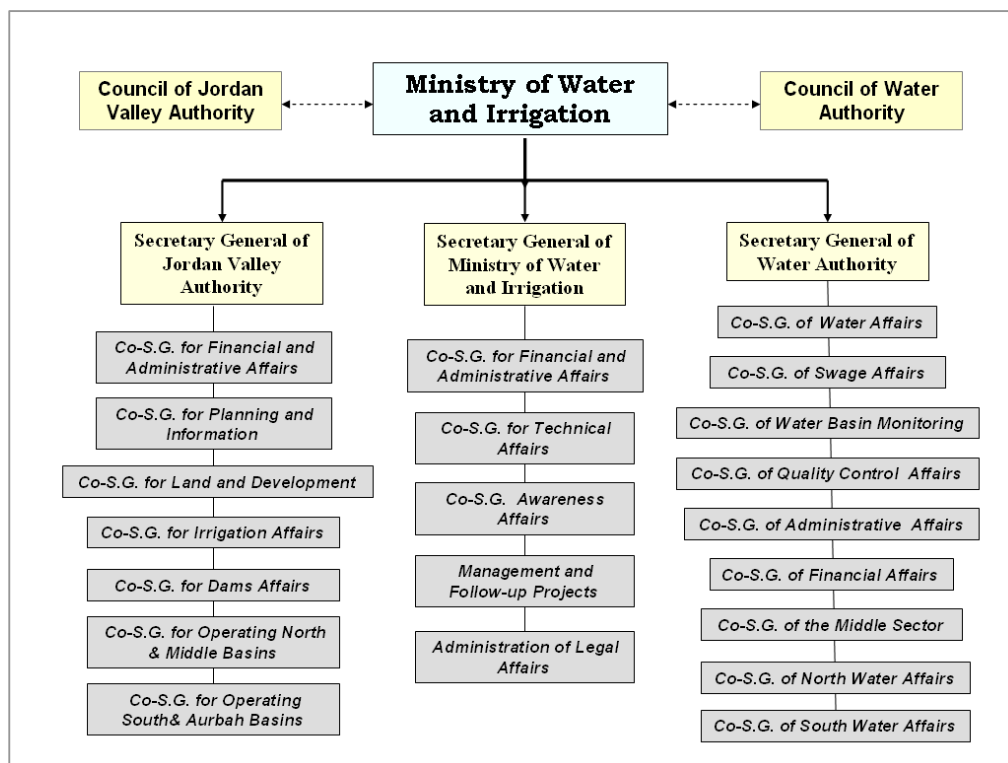 Council of Jordan
Valley Authority
Ministry of Water
and Irrigation
Council of Water
Authority
Secretary General of
Jordan Valley
Authority
Co-S.G. for Financial and
Administrative Affairs
Co-S.G. for Planning and
Information
Co-S.G. for Land and Development
Co-S.G. for Irrigation Affairs
Co-S.G. for Dams Affairs
Co-S.G. for Operating North
& Middle Basins
Co-S.G. for Operating
South& Aurbah Basins
Secretary General of
Ministry of Water
and Irrigation
Co-S.G. for Financial and
Administrative Affairs
Co-S.G. for Technical
Affairs
Co-S.G. Awareness
Affairs
Management and
Follow-up Projects
Administration of Legal
Affairs
Secretary General of
Water Authority
Co-S.G. of Water Affairs
Co-S.G. of Swage Affairs
Co-S.G. of Water Basin Monitoring
Co-S.G. of Quality Control Affairs
Co-S.G. of Administrative Affairs
Co-S.G. of Financial Affairs
Co-S.G. of the Middle Sector
Co-S.G. of North Water Affairs
Co-S.G. of South Water Affairs